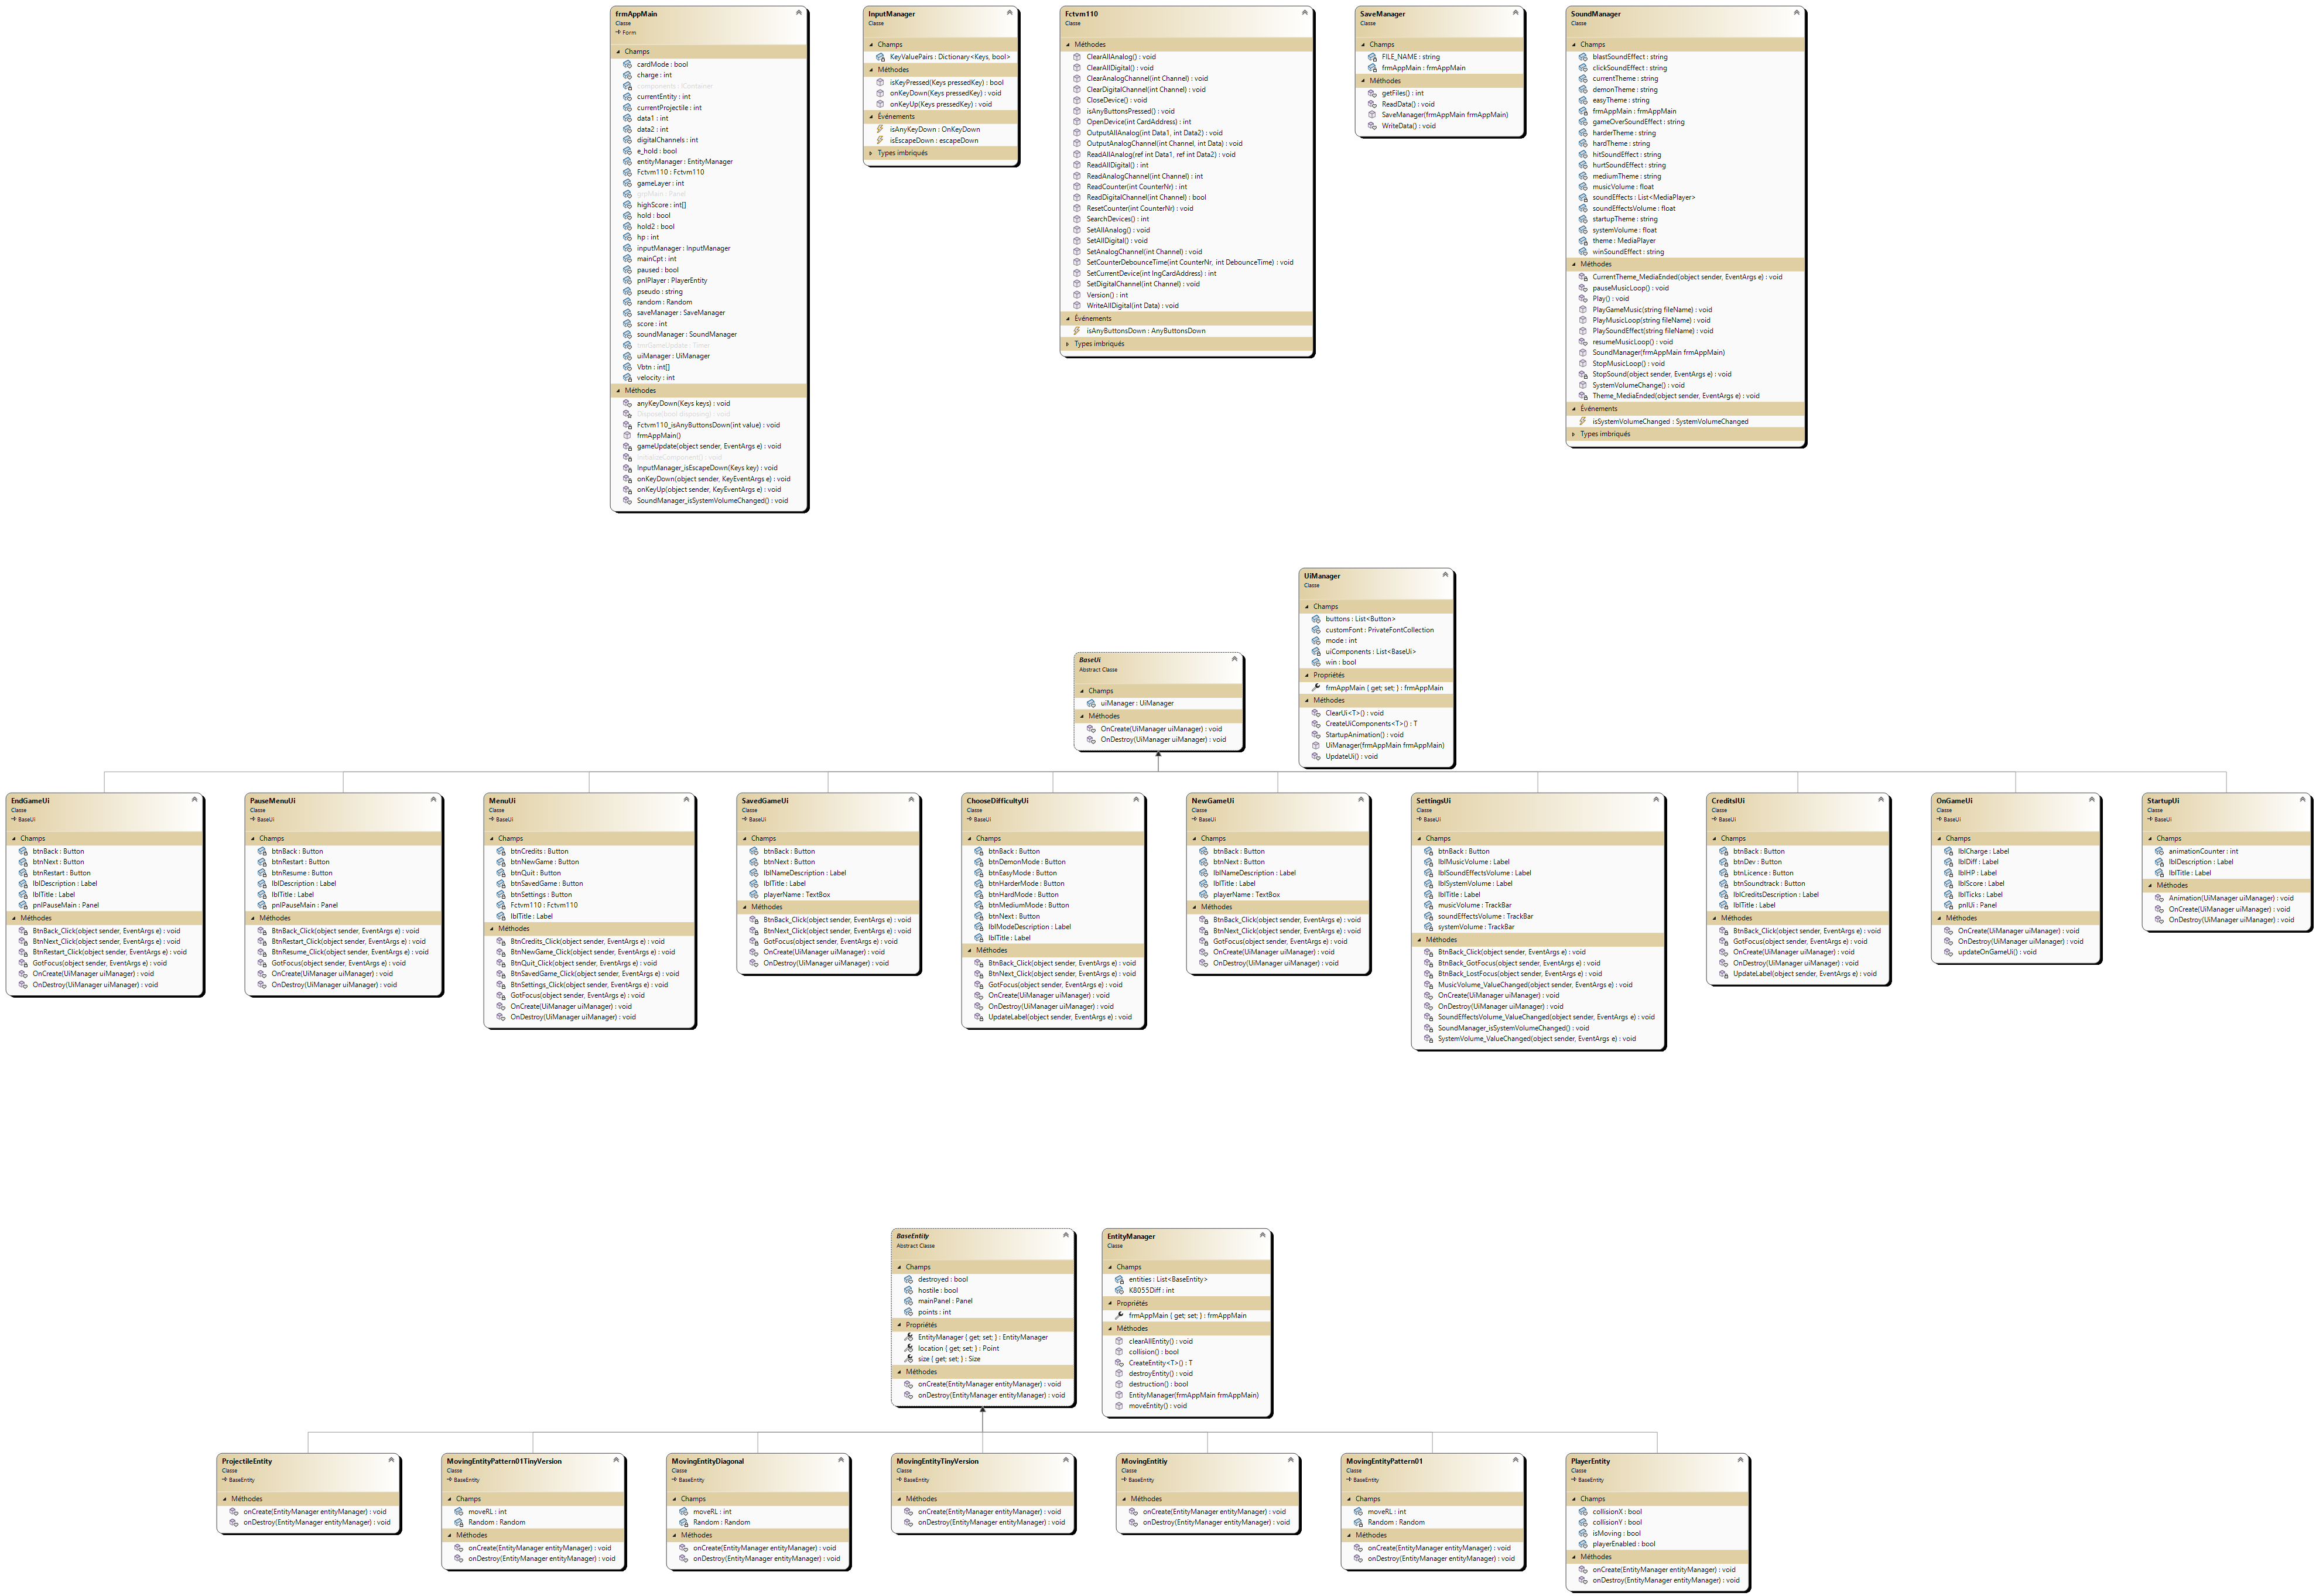 frmAppMain
Classe
Form
Champs
cardMode : bool
charge : int
components : IContainer
currentEntity : int
currentProjectile : int
data1 : int
data2 : int
digitalChannels : int
e_hold : bool
entityManager : EntityManager
Fctvm110 : Fctvm110
gameLayer : int
grpMain : Panel
highScore : int[]
hold : bool
hold2 : bool
hp : int
inputManager : InputManager
mainCpt : int
paused : bool
pnlPlayer : PlayerEntity
pseudo : string
random : Random
saveManager : SaveManager
score : int
soundManager : SoundManager
tmrGameUpdate : Timer
uiManager : UiManager
Vbtn : int[]
velocity : int
Méthodes
anyKeyDown(Keys keys) : void
Dispose(bool disposing) : void
Fctvm110_isAnyButtonsDown(int value) : void
frmAppMain()
gameUpdate(object sender, EventArgs e) : void
InitializeComponent() : void
InputManager_isEscapeDown(Keys key) : void
onKeyDown(object sender, KeyEventArgs e) : void
onKeyUp(object sender, KeyEventArgs e) : void
SoundManager_isSystemVolumeChanged() : void
InputManager
Classe
Champs
KeyValuePairs : Dictionary<Keys, bool>
Méthodes
isKeyPressed(Keys pressedKey) : bool
onKeyDown(Keys pressedKey) : void
onKeyUp(Keys pressedKey) : void
Événements
isAnyKeyDown : OnKeyDown
isEscapeDown : escapeDown
Types imbriqués
Fctvm110
Classe
Méthodes
ClearAllAnalog() : void
ClearAllDigital() : void
ClearAnalogChannel(int Channel) : void
ClearDigitalChannel(int Channel) : void
CloseDevice() : void
isAnyButtonsPressed() : void
OpenDevice(int CardAddress) : int
OutputAllAnalog(int Data1, int Data2) : void
OutputAnalogChannel(int Channel, int Data) : void
ReadAllAnalog(ref int Data1, ref int Data2) : void
ReadAllDigital() : int
ReadAnalogChannel(int Channel) : int
ReadCounter(int CounterNr) : int
ReadDigitalChannel(int Channel) : bool
ResetCounter(int CounterNr) : void
SearchDevices() : int
SetAllAnalog() : void
SetAllDigital() : void
SetAnalogChannel(int Channel) : void
SetCounterDebounceTime(int CounterNr, int DebounceTime) : void
SetCurrentDevice(int lngCardAddress) : int
SetDigitalChannel(int Channel) : void
Version() : int
WriteAllDigital(int Data) : void
Événements
isAnyButtonsDown : AnyButtonsDown
Types imbriqués
SaveManager
Classe
Champs
FILE_NAME : string
frmAppMain : frmAppMain
Méthodes
getFiles() : int
ReadData() : void
SaveManager(frmAppMain frmAppMain)
WriteData() : void
SoundManager
Classe
Champs
blastSoundEffect : string
clickSoundEffect : string
currentTheme : string
demonTheme : string
easyTheme : string
frmAppMain : frmAppMain
gameOverSoundEffect : string
harderTheme : string
hardTheme : string
hitSoundEffect : string
hurtSoundEffect : string
mediumTheme : string
musicVolume : float
soundEffects : List<MediaPlayer>
soundEffectsVolume : float
startupTheme : string
systemVolume : float
theme : MediaPlayer
winSoundEffect : string
Méthodes
CurrentTheme_MediaEnded(object sender, EventArgs e) : void
pauseMusicLoop() : void
Play() : void
PlayGameMusic(string fileName) : void
PlayMusicLoop(string fileName) : void
PlaySoundEffect(string fileName) : void
resumeMusicLoop() : void
SoundManager(frmAppMain frmAppMain)
StopMusicLoop() : void
StopSound(object sender, EventArgs e) : void
SystemVolumeChange() : void
Theme_MediaEnded(object sender, EventArgs e) : void
Événements
isSystemVolumeChanged : SystemVolumeChanged
Types imbriqués
BaseUi
Abstract Classe
Champs
uiManager : UiManager
Méthodes
OnCreate(UiManager uiManager) : void
OnDestroy(UiManager uiManager) : void
UiManager
Classe
Champs
buttons : List<Button>
customFont : PrivateFontCollection
mode : int
uiComponents : List<BaseUi>
win : bool
Propriétés
frmAppMain { get; set; } : frmAppMain
Méthodes
ClearUi<T>() : void
CreateUiComponents<T>() : T
StartupAnimation() : void
UiManager(frmAppMain frmAppMain)
UpdateUi() : void
EndGameUi
Classe
BaseUi
Champs
btnBack : Button
btnNext : Button
btnRestart : Button
lblDescription : Label
lblTitle : Label
pnlPauseMain : Panel
Méthodes
BtnBack_Click(object sender, EventArgs e) : void
BtnNext_Click(object sender, EventArgs e) : void
BtnRestart_Click(object sender, EventArgs e) : void
GotFocus(object sender, EventArgs e) : void
OnCreate(UiManager uiManager) : void
OnDestroy(UiManager uiManager) : void
PauseMenuUi
Classe
BaseUi
Champs
btnBack : Button
btnRestart : Button
btnResume : Button
lblDescription : Label
lblTitle : Label
pnlPauseMain : Panel
Méthodes
BtnBack_Click(object sender, EventArgs e) : void
BtnRestart_Click(object sender, EventArgs e) : void
BtnResume_Click(object sender, EventArgs e) : void
GotFocus(object sender, EventArgs e) : void
OnCreate(UiManager uiManager) : void
OnDestroy(UiManager uiManager) : void
MenuUi
Classe
BaseUi
Champs
btnCredits : Button
btnNewGame : Button
btnQuit : Button
btnSavedGame : Button
btnSettings : Button
Fctvm110 : Fctvm110
lblTitle : Label
Méthodes
BtnCredits_Click(object sender, EventArgs e) : void
BtnNewGame_Click(object sender, EventArgs e) : void
BtnQuit_Click(object sender, EventArgs e) : void
BtnSavedGame_Click(object sender, EventArgs e) : void
BtnSettings_Click(object sender, EventArgs e) : void
GotFocus(object sender, EventArgs e) : void
OnCreate(UiManager uiManager) : void
OnDestroy(UiManager uiManager) : void
SavedGameUi
Classe
BaseUi
Champs
btnBack : Button
btnNext : Button
lblNameDescription : Label
lblTitle : Label
playerName : TextBox
Méthodes
BtnBack_Click(object sender, EventArgs e) : void
BtnNext_Click(object sender, EventArgs e) : void
GotFocus(object sender, EventArgs e) : void
OnCreate(UiManager uiManager) : void
OnDestroy(UiManager uiManager) : void
ChooseDifficultyUi
Classe
BaseUi
Champs
btnBack : Button
btnDemonMode : Button
btnEasyMode : Button
btnHarderMode : Button
btnHardMode : Button
btnMediumMode : Button
btnNext : Button
lblModeDescription : Label
lblTitle : Label
Méthodes
BtnBack_Click(object sender, EventArgs e) : void
BtnNext_Click(object sender, EventArgs e) : void
GotFocus(object sender, EventArgs e) : void
OnCreate(UiManager uiManager) : void
OnDestroy(UiManager uiManager) : void
UpdateLabel(object sender, EventArgs e) : void
NewGameUi
Classe
BaseUi
Champs
btnBack : Button
btnNext : Button
lblNameDescription : Label
lblTitle : Label
playerName : TextBox
Méthodes
BtnBack_Click(object sender, EventArgs e) : void
BtnNext_Click(object sender, EventArgs e) : void
GotFocus(object sender, EventArgs e) : void
OnCreate(UiManager uiManager) : void
OnDestroy(UiManager uiManager) : void
SettingsUi
Classe
BaseUi
Champs
btnBack : Button
lblMusicVolume : Label
lblSoundEffectsVolume : Label
lblSystemVolume : Label
lblTitle : Label
musicVolume : TrackBar
soundEffectsVolume : TrackBar
systemVolume : TrackBar
Méthodes
BtnBack_Click(object sender, EventArgs e) : void
BtnBack_GotFocus(object sender, EventArgs e) : void
BtnBack_LostFocus(object sender, EventArgs e) : void
MusicVolume_ValueChanged(object sender, EventArgs e) : void
OnCreate(UiManager uiManager) : void
OnDestroy(UiManager uiManager) : void
SoundEffectsVolume_ValueChanged(object sender, EventArgs e) : void
SoundManager_isSystemVolumeChanged() : void
SystemVolume_ValueChanged(object sender, EventArgs e) : void
CreditsIUi
Classe
BaseUi
Champs
btnBack : Button
btnDev : Button
btnLicence : Button
btnSoundtrack : Button
lblCreditsDescription : Label
lblTitle : Label
Méthodes
BtnBack_Click(object sender, EventArgs e) : void
GotFocus(object sender, EventArgs e) : void
OnCreate(UiManager uiManager) : void
OnDestroy(UiManager uiManager) : void
UpdateLabel(object sender, EventArgs e) : void
OnGameUi
Classe
BaseUi
Champs
lblCharge : Label
lblDiff : Label
lblHP : Label
lblScore : Label
lblTicks : Label
pnlUi : Panel
Méthodes
OnCreate(UiManager uiManager) : void
OnDestroy(UiManager uiManager) : void
updateOnGameUi() : void
StartupUi
Classe
BaseUi
Champs
animationCounter : int
lblDescription : Label
lblTitle : Label
Méthodes
Animation(UiManager uiManager) : void
OnCreate(UiManager uiManager) : void
OnDestroy(UiManager uiManager) : void
BaseEntity
Abstract Classe
Champs
destroyed : bool
hostile : bool
mainPanel : Panel
points : int
Propriétés
EntityManager { get; set; } : EntityManager
location { get; set; } : Point
size { get; set; } : Size
Méthodes
onCreate(EntityManager entityManager) : void
onDestroy(EntityManager entityManager) : void
EntityManager
Classe
Champs
entities : List<BaseEntity>
K8055Diff : int
Propriétés
frmAppMain { get; set; } : frmAppMain
Méthodes
clearAllEntity() : void
collision() : bool
CreateEntity<T>() : T
destroyEntity() : void
destruction() : bool
EntityManager(frmAppMain frmAppMain)
moveEntity() : void
ProjectileEntity
Classe
BaseEntity
Méthodes
onCreate(EntityManager entityManager) : void
onDestroy(EntityManager entityManager) : void
MovingEntityPattern01TinyVersion
Classe
BaseEntity
Champs
moveRL : int
Random : Random
Méthodes
onCreate(EntityManager entityManager) : void
onDestroy(EntityManager entityManager) : void
MovingEntityDiagonal
Classe
BaseEntity
Champs
moveRL : int
Random : Random
Méthodes
onCreate(EntityManager entityManager) : void
onDestroy(EntityManager entityManager) : void
MovingEntityTinyVersion
Classe
BaseEntity
Méthodes
onCreate(EntityManager entityManager) : void
onDestroy(EntityManager entityManager) : void
MovingEntitiy
Classe
BaseEntity
Méthodes
onCreate(EntityManager entityManager) : void
onDestroy(EntityManager entityManager) : void
MovingEntityPattern01
Classe
BaseEntity
Champs
moveRL : int
Random : Random
Méthodes
onCreate(EntityManager entityManager) : void
onDestroy(EntityManager entityManager) : void
PlayerEntity
Classe
BaseEntity
Champs
collisionX : bool
collisionY : bool
isMoving : bool
playerEnabled : bool
Méthodes
onCreate(EntityManager entityManager) : void
onDestroy(EntityManager entityManager) : void